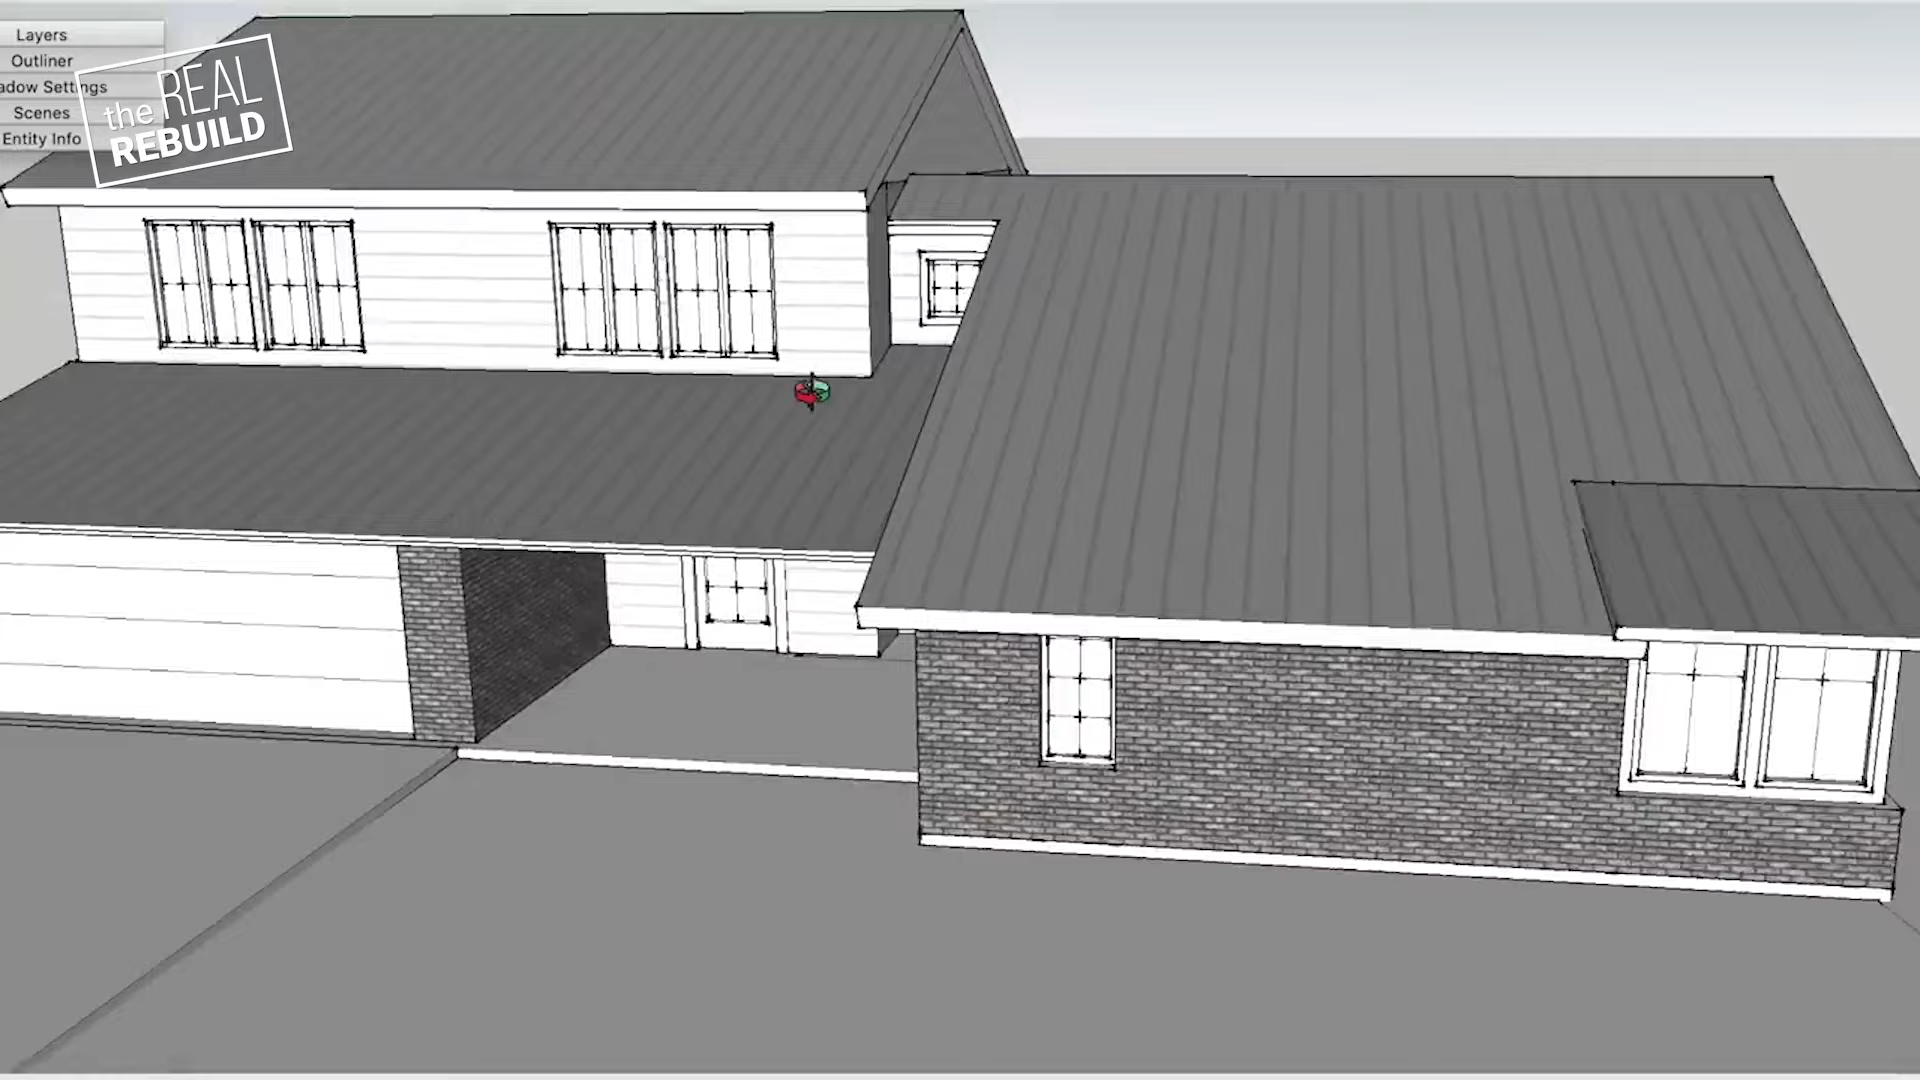 Layers
Outliner
adow Settings
Scenes
Entity Info
the REAL
REBUILD